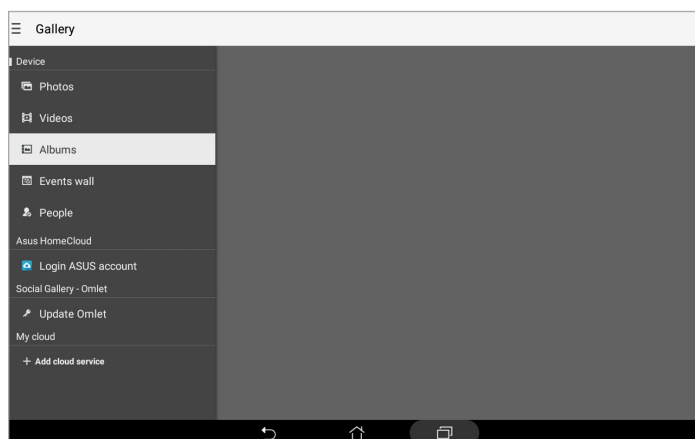 Gallery
Device
Photos
Videos
Albums
Events wall
People
Asus HomeCloud
Login ASUS account
Social Gallery - Omlet
Update Omlet
My cloud
+ Add cloud service